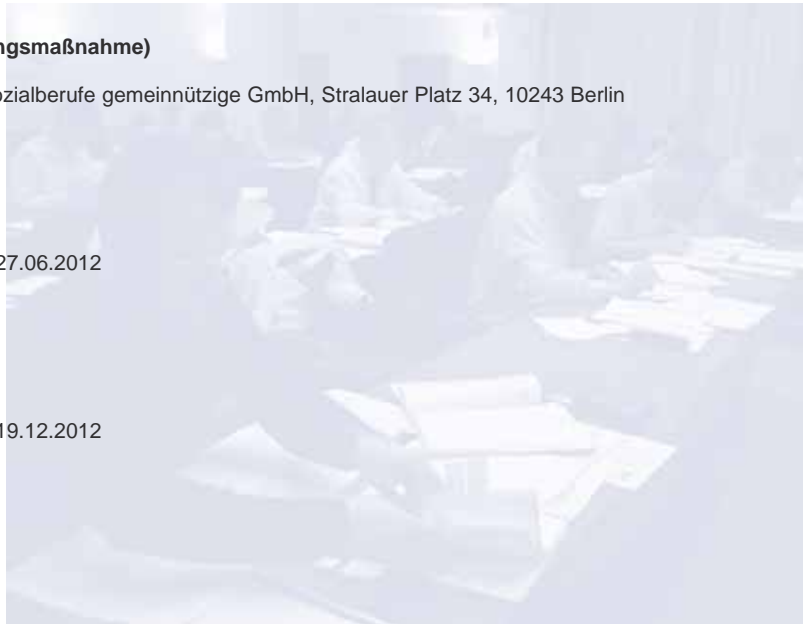 ngsmaßnahme)
ozialberufe gemeinnützige GmbH, Stralauer Platz 34, 10243 Berlin
27.06.2012
19.12.2012